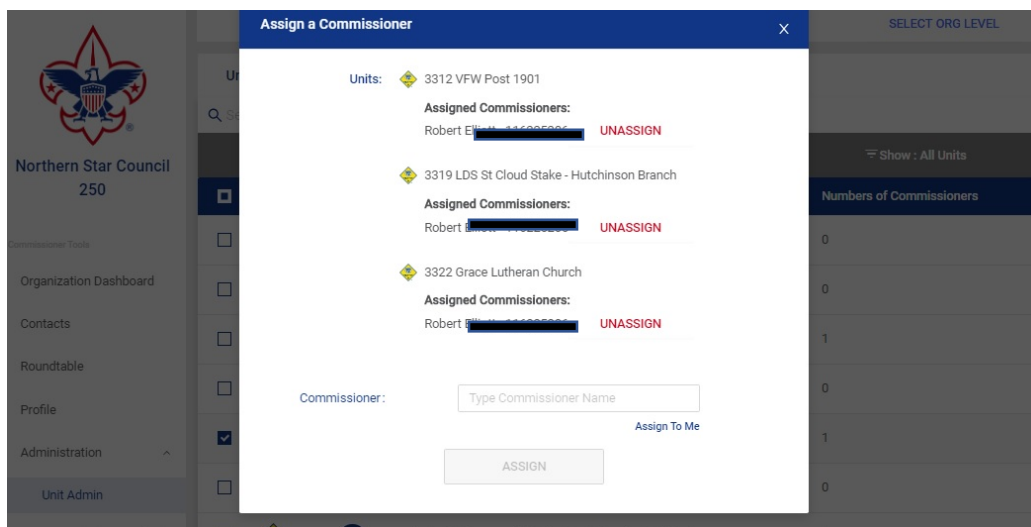 Assign a Commissioner
X
SELECT ORG LEVEL
Units:
3312 VFW Post 1901
Assigned Commissioners:
Robert
UNASSIGN
3319 LDS St Cloud Stake - Hutchinson Branch
Assigned Commissioners:
Robert
UNASSIGN
3322 Grace Lutheran Church
Assigned Commissioners:
Robert
UNASSIGN
Commissioner:
Type Commissioner Name
Assign To Me
ASSIGN
Northern Star Council
250
Commissioner Tools
Organization Dashboard
Contacts
Roundtable
Profile
Administration
Unit Admin
Show : All Units
Numbers of Commissioners
0
0
1
0
1
0